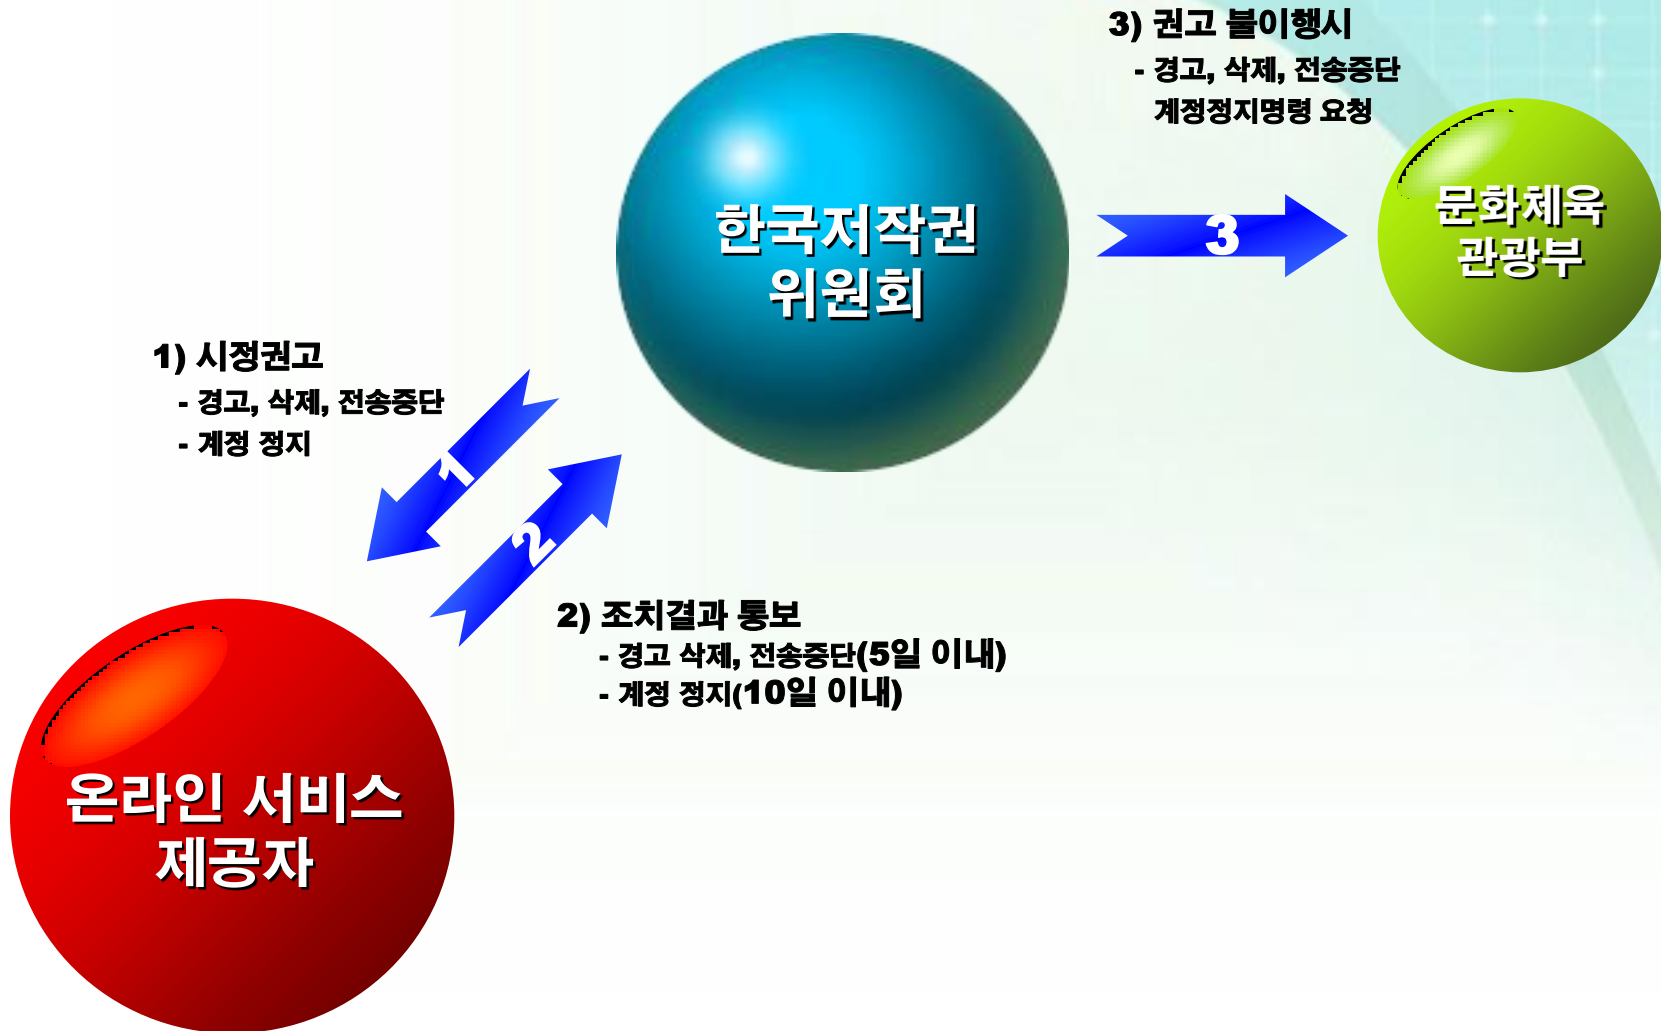 3) 권고 불이행시
- 경고, 삭제, 전송중단
계정정지명령 요청
한국저작권
위원회
3
문화체육
관광부
1) 시정권고
- 경고, 삭제, 전송중단
- 계정 정지
1
2
2) 조치결과 통보
- 경고 삭제, 전송중단(5일 이내)
- 계정 정지(10일 이내)
온라인 서비스
제공자